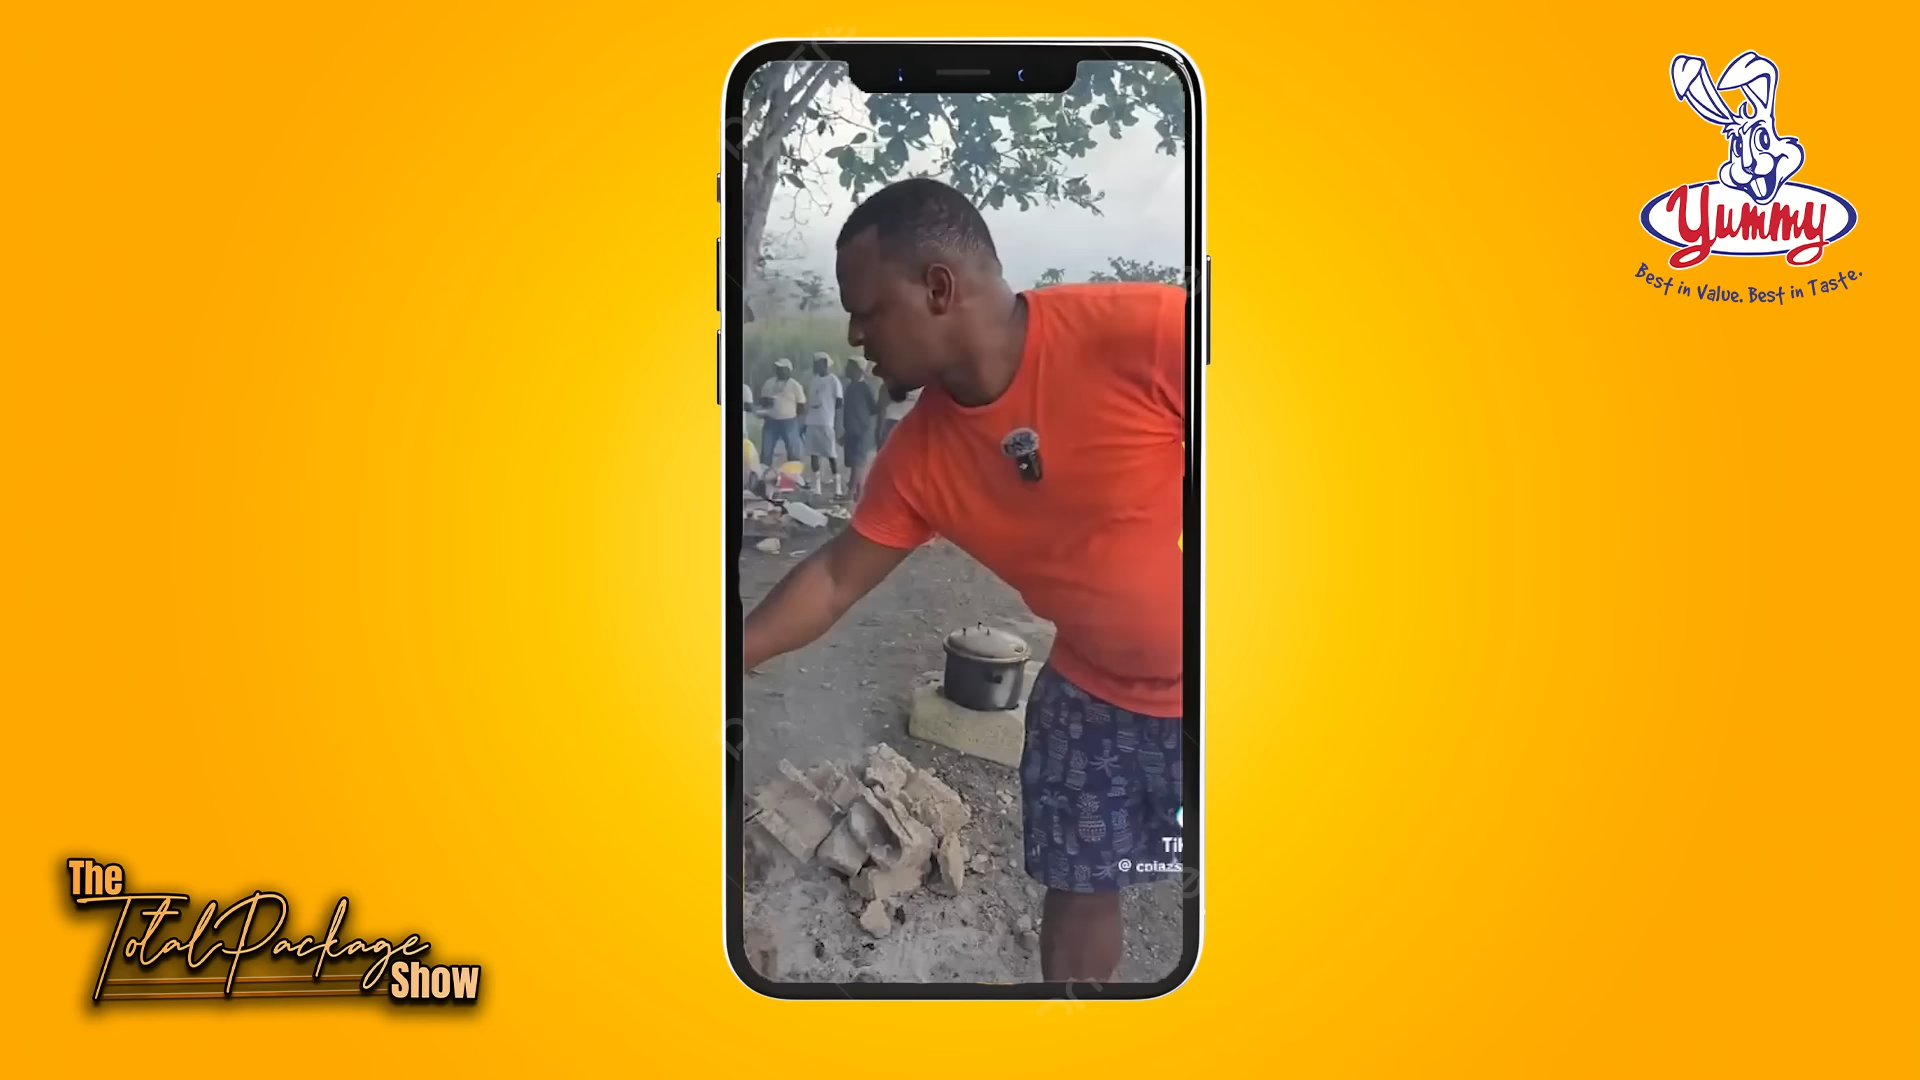 Yummy
Best in Value. Best in Taste.
The
Total Package
Show